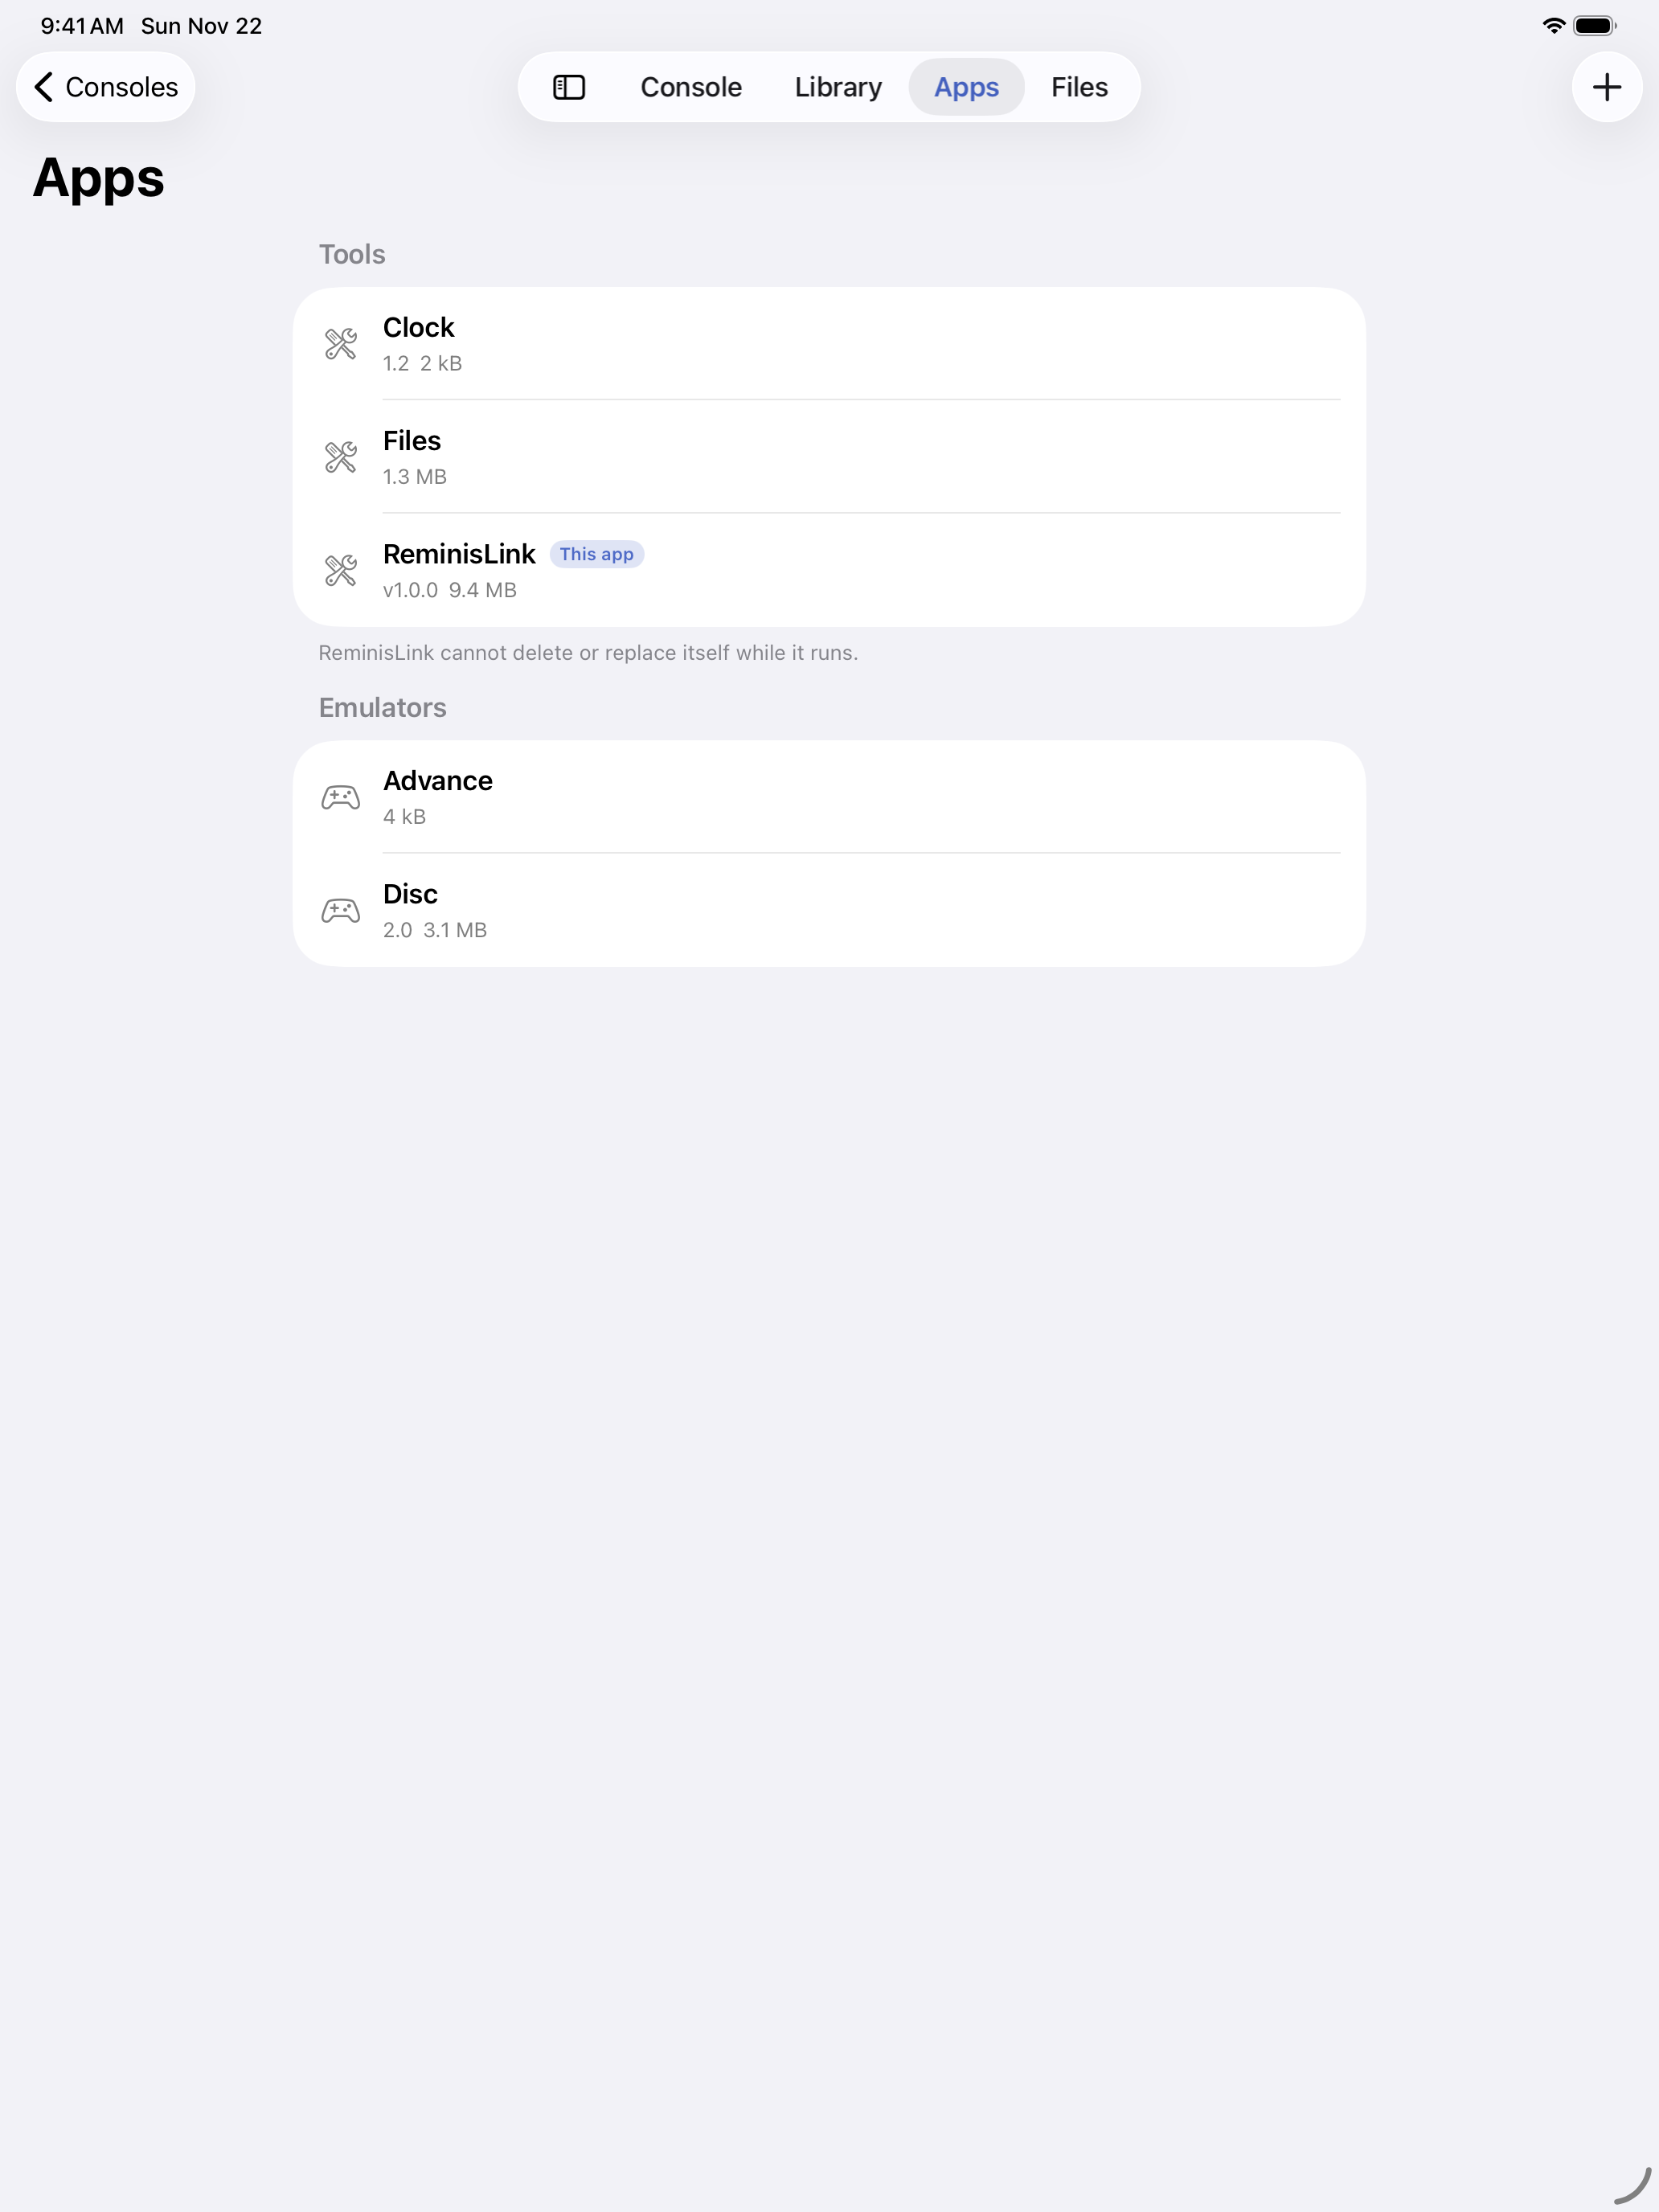 9:41 AM Sun Nov 22
Consoles
Console Library Apps Files
Apps
Tools
Clock
1.2 2 kB
Files
1.3 MB
ReminisLink This app
v1.0.0 9.4 MB
ReminisLink cannot delete or replace itself while it runs.
Emulators
Advance
4 kB
Disc
2.0 3.1 MB